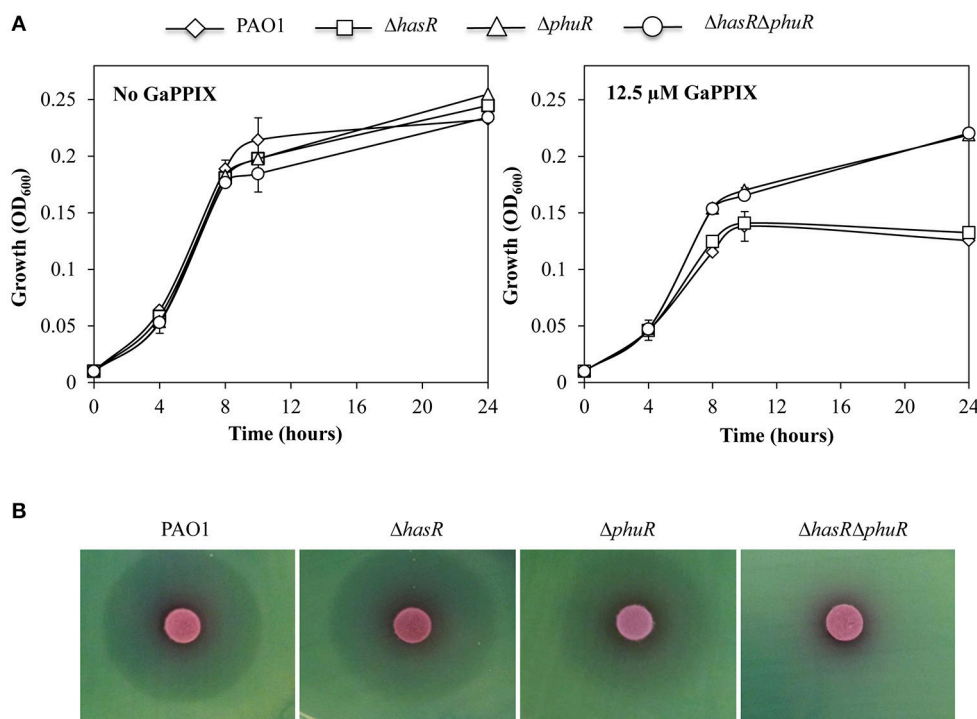 A
PAO1 ΔhasR ΔphuR ΔhasRΔphuR
No GaPPIX
Growth (OD600)
0.25
0.2
0.15
0.1
0.05
0
0 4 8 12 16 20 24
Time (hours)
12.5 µM GaPPIX
Growth (OD600)
0.25
0.2
0.15
0.1
0.05
0
0 4 8 12 16 20 24
Time (hours)
B
PAO1 ΔhasR ΔphuR ΔhasRΔphuR